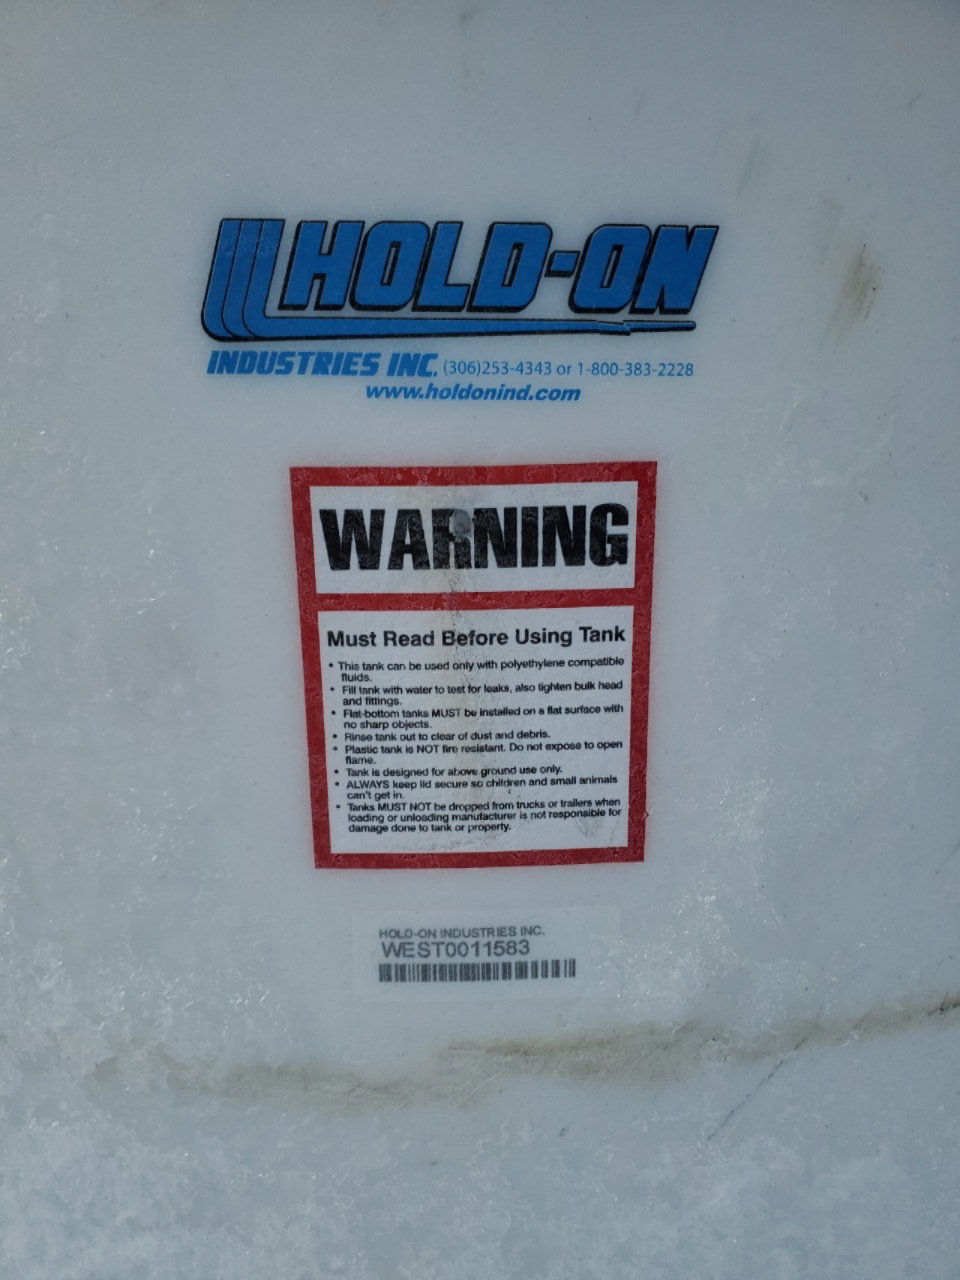 HOLD-ON
INDUSTRIES INC. (306)253-4343 or 1-800-383-2228
www.holdonind.com
WARNING
Must Read Before Using Tank
• This tank can be used only with polyethylene compatible
fluids.
• Fill tank with water to test for leaks, also tighten bulk head
and fittings.
• Flat-bottom tanks MUST be installed on a flat surface with
no sharp objects.
• Rinse tank out to clear of dust and debris.
• Plastic tank is NOT fire resistant. Do not expose to open
flame.
• Tank is designed for above ground use only.
• ALWAYS keep lid secure so children and small animals
can't get in.
• Tanks MUST NOT be dropped from trucks or trailers when
loading or unloading manufacturer is not responsible for
damage done to tank or property.
HOLD-ON INDUSTRIES INC.
WEST0011583